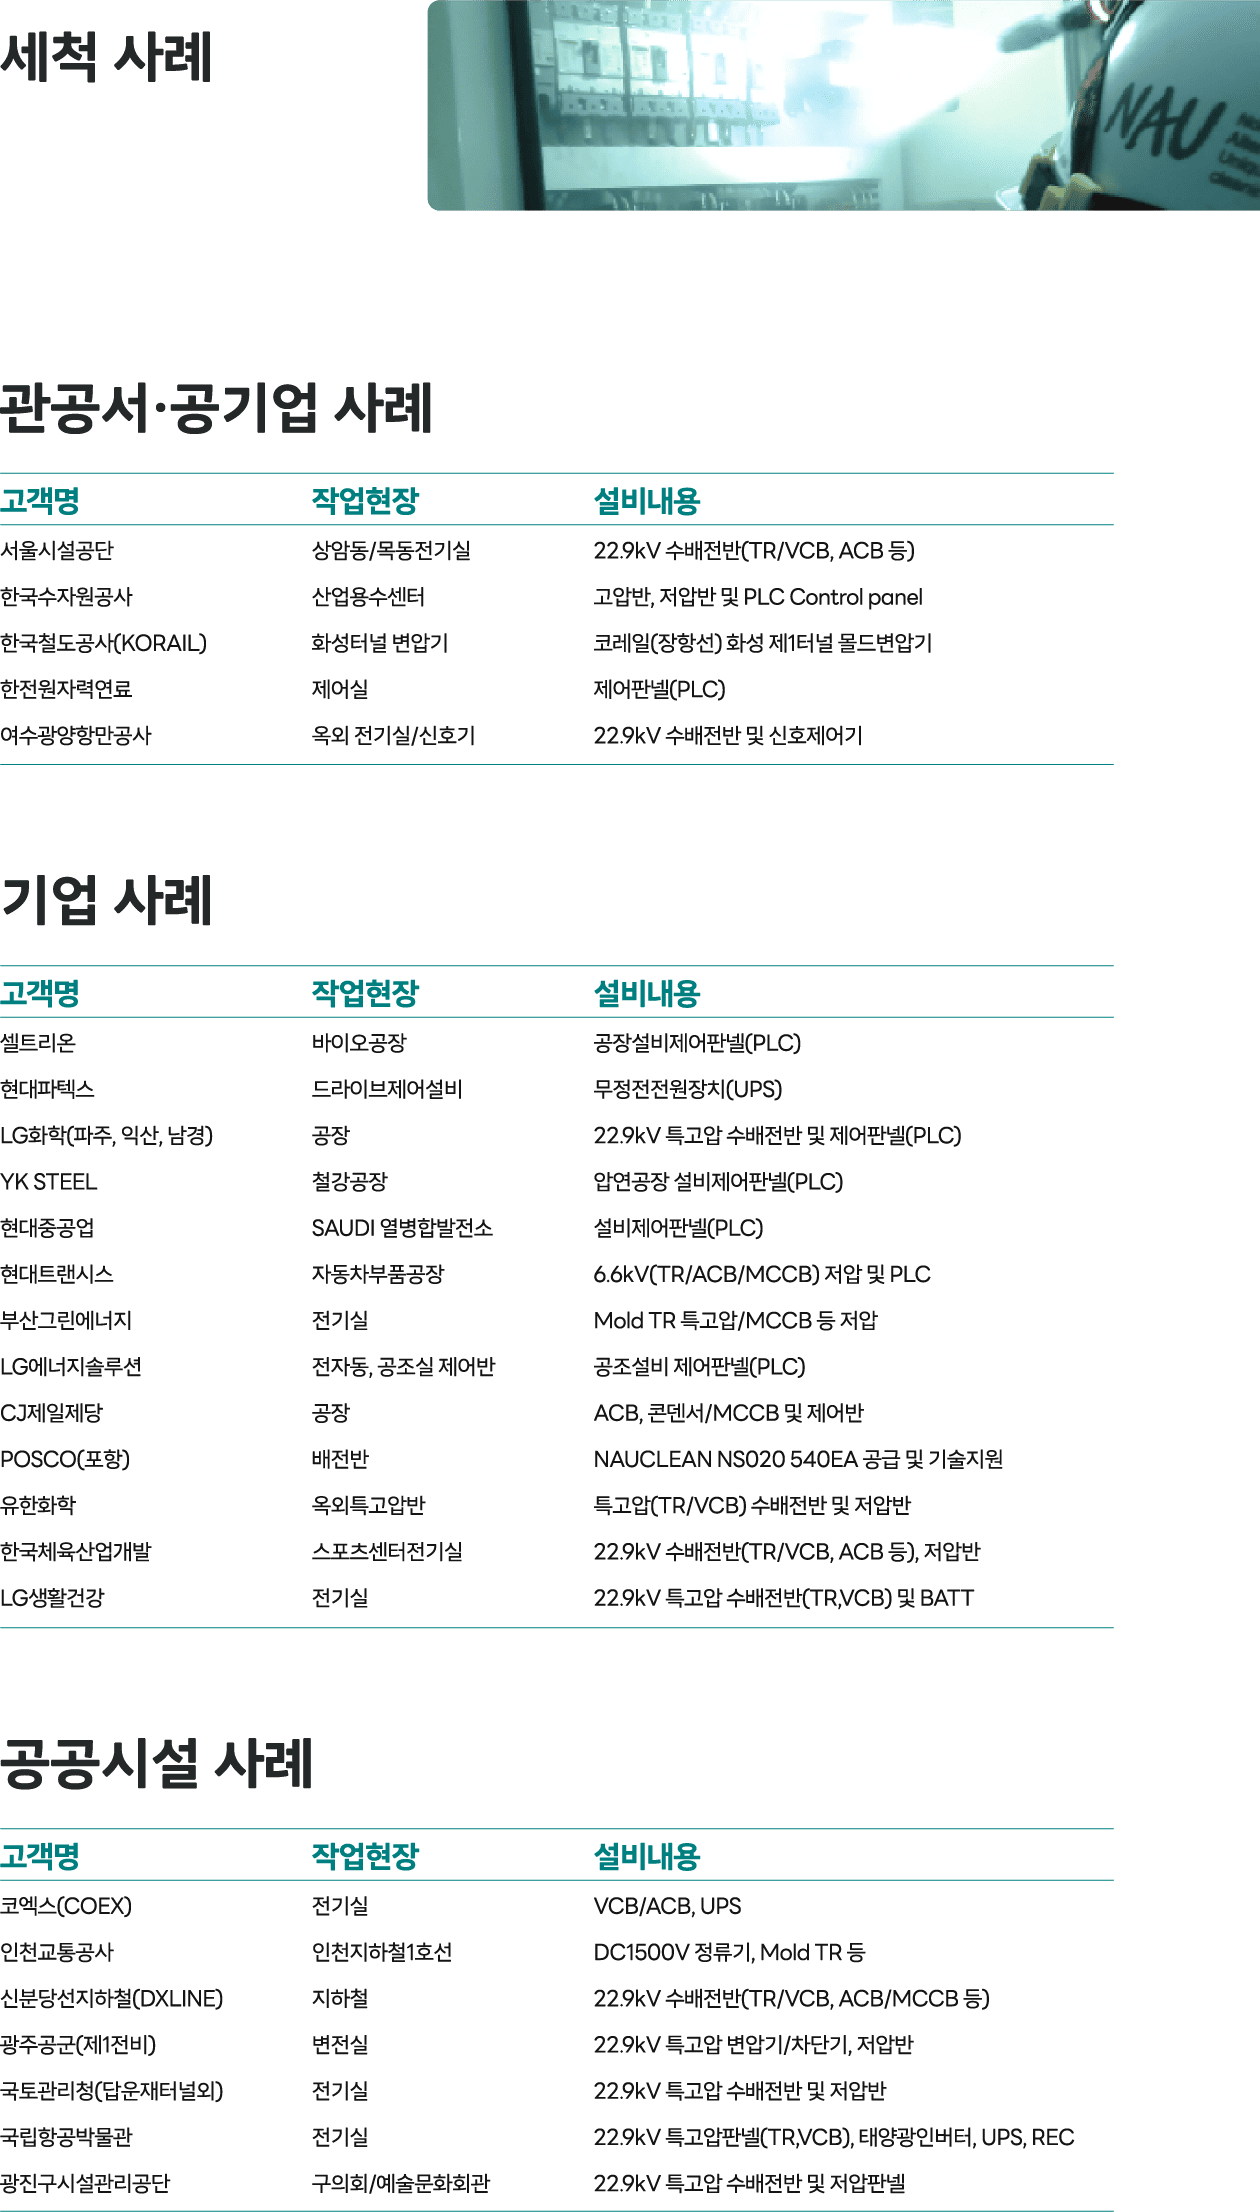 세척 사례
NAU
관공서·공기업 사례
고객명 작업현장 설비내용
서울시설공단 상암동/목동전기실 22.9kV 수배전반(TR/VCB, ACB 등)
한국수자원공사 산업용수센터 고압반, 저압반 및 PLC Control panel
한국철도공사(KORAIL) 화성터널 변압기 코레일(장항선) 화성 제1터널 몰드변압기
한전원자력연료 제어실 제어판넬(PLC)
여수광양항만공사 옥외 전기실/신호기 22.9kV 수배전반 및 신호제어기
기업 사례
고객명 작업현장 설비내용
셀트리온 바이오공장 공장설비제어판넬(PLC)
현대파텍스 드라이브제어설비 무정전전원장치(UPS)
LG화학(파주, 익산, 남경) 공장 22.9kV 특고압 수배전반 및 제어판넬(PLC)
YK STEEL 철강공장 압연공장 설비제어판넬(PLC)
현대중공업 SAUDI 열병합발전소 설비제어판넬(PLC)
현대트랜시스 자동차부품공장 6.6kV(TR/ACB/MCCB) 저압 및 PLC
부산그린에너지 전기실 Mold TR 특고압/MCCB 등 저압
LG에너지솔루션 전자동, 공조실 제어반 공조설비 제어판넬(PLC)
CJ제일제당 공장 ACB, 콘덴서/MCCB 및 제어반
POSCO(포항) 배전반 NAUCLEAN NS020 540EA 공급 및 기술지원
유한화학 옥외특고압반 특고압(TR/VCB) 수배전반 및 저압반
한국체육산업개발 스포츠센터전기실 22.9kV 수배전반(TR/VCB, ACB 등), 저압반
LG생활건강 전기실 22.9kV 특고압 수배전반(TR,VCB) 및 BATT
공공시설 사례
고객명 작업현장 설비내용
코엑스(COEX) 전기실 VCB/ACB, UPS
인천교통공사 인천지하철1호선 DC1500V 정류기, Mold TR 등
신분당선지하철(DXLINE) 지하철 22.9kV 수배전반(TR/VCB, ACB/MCCB 등)
광주공군(제1전비) 변전실 22.9kV 특고압 변압기/차단기, 저압반
국토관리청(답운재터널외) 전기실 22.9kV 특고압 수배전반 및 저압반
국립항공박물관 전기실 22.9kV 특고압판넬(TR,VCB), 태양광인버터, UPS, REC
광진구시설관리공단 구의회/예술문화회관 22.9kV 특고압 수배전반 및 저압판넬